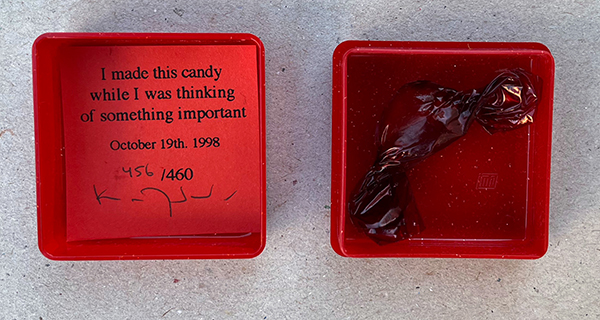 I made this candy
while I was thinking
of something important
October 19th. 1998
456 /460